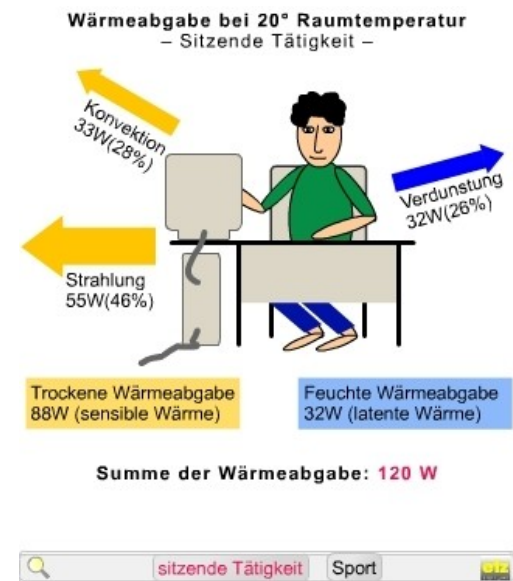 Wärmeabgabe bei 20° Raumtemperatur
– Sitzende Tätigkeit –
Konvektion
33W(28%)
Verdunstung
32W(26%)
Strahlung
55W(46%)
Trockene Wärmeabgabe
88W (sensible Wärme)
Feuchte Wärmeabgabe
32W (latente Wärme)
Summe der Wärmeabgabe: 120 W
sitzende Tätigkeit
Sport